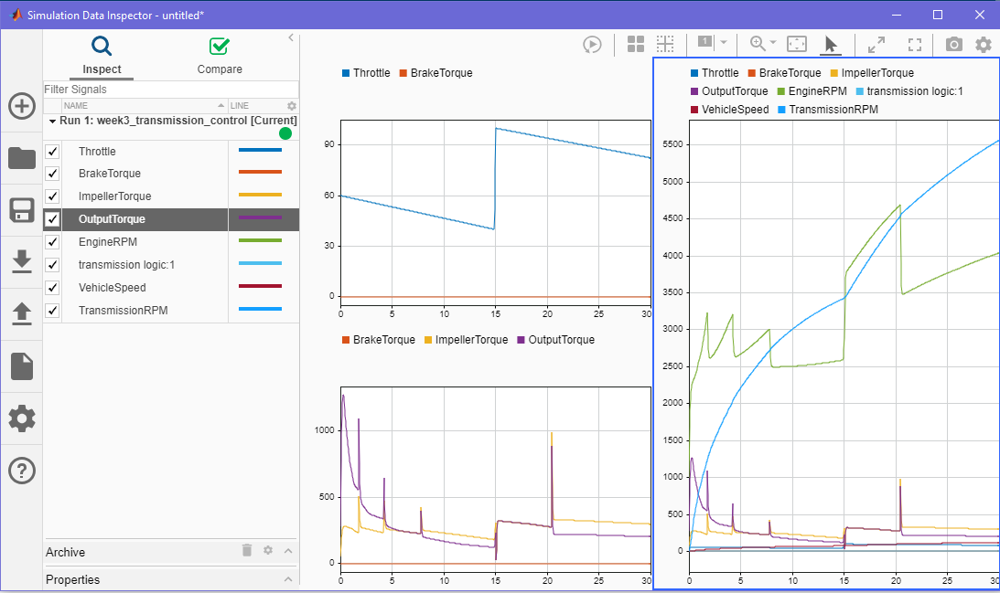 Simulation Data Inspector - untitled*
Inspect
Compare
Filter Signals
NAME LINE
Run 1: week3_transmission_control [Current]
Throttle
BrakeTorque
ImpellerTorque
OutputTorque
EngineRPM
transmission logic:1
VehicleSpeed
TransmissionRPM
Archive
Properties
1
Throttle BrakeTorque
90
60
30
0
0 5 10 15 20 25 30
BrakeTorque ImpellerTorque OutputTorque
1000
500
0
0 5 10 15 20 25 30
Throttle BrakeTorque ImpellerTorque
OutputTorque EngineRPM transmission logic:1
VehicleSpeed TransmissionRPM
5500
5000
4500
4000
3500
3000
2500
2000
1500
1000
500
0
0 5 10 15 20 25 30